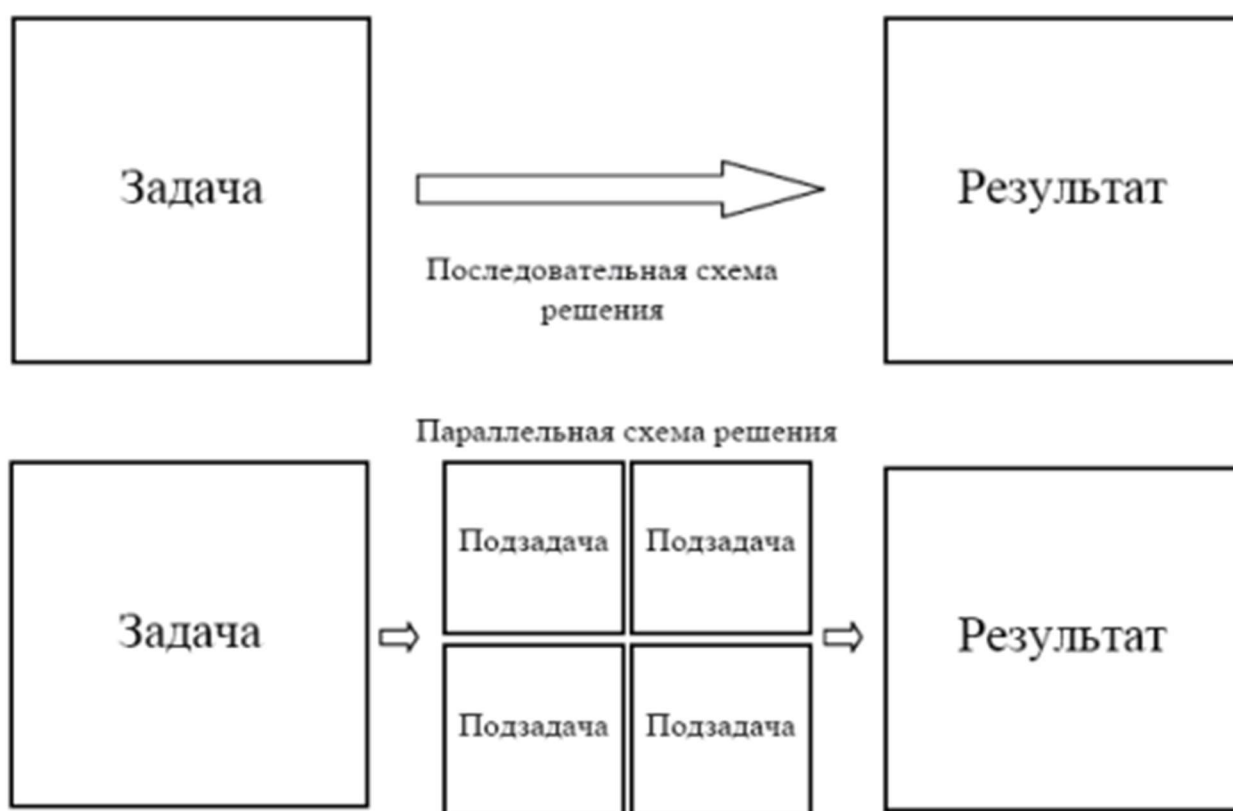 Задача
Результат
Последовательная схема
решения
Параллельная схема решения
Подзадача Подзадача
Задача
Результат
Подзадача Подзадача